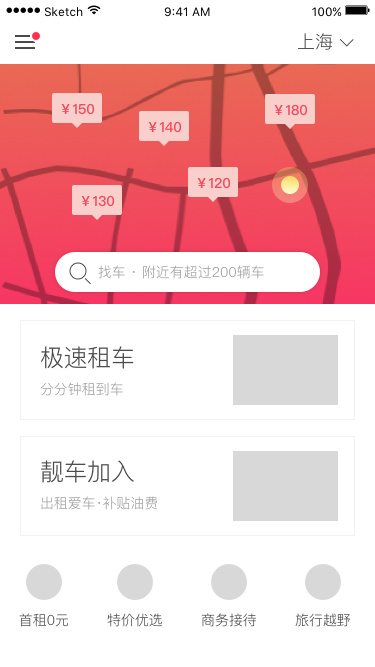 Sketch 9:41 AM 100%
上海
￥150
￥180
￥140
￥120
￥130
找车 · 附近有超过200辆车
极速租车
分分钟租到车
靓车加入
出租爱车·补贴油费
首租0元 特价优选 商务接待 旅行越野